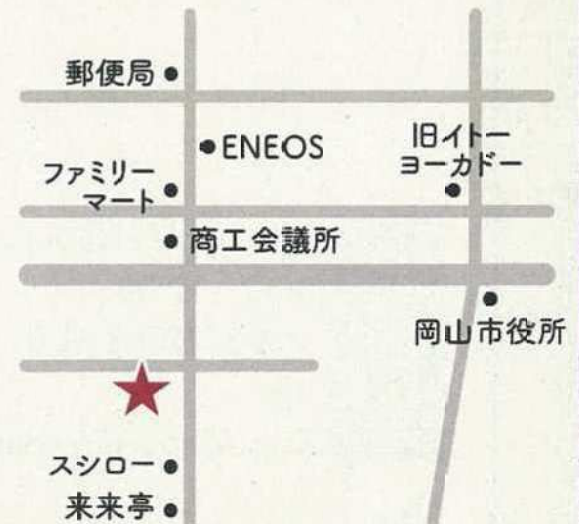 郵便局
ENEOS
旧イトー
ヨーカドー
ファミリー
マート
商工会議所
岡山市役所
スシロー
来来亭